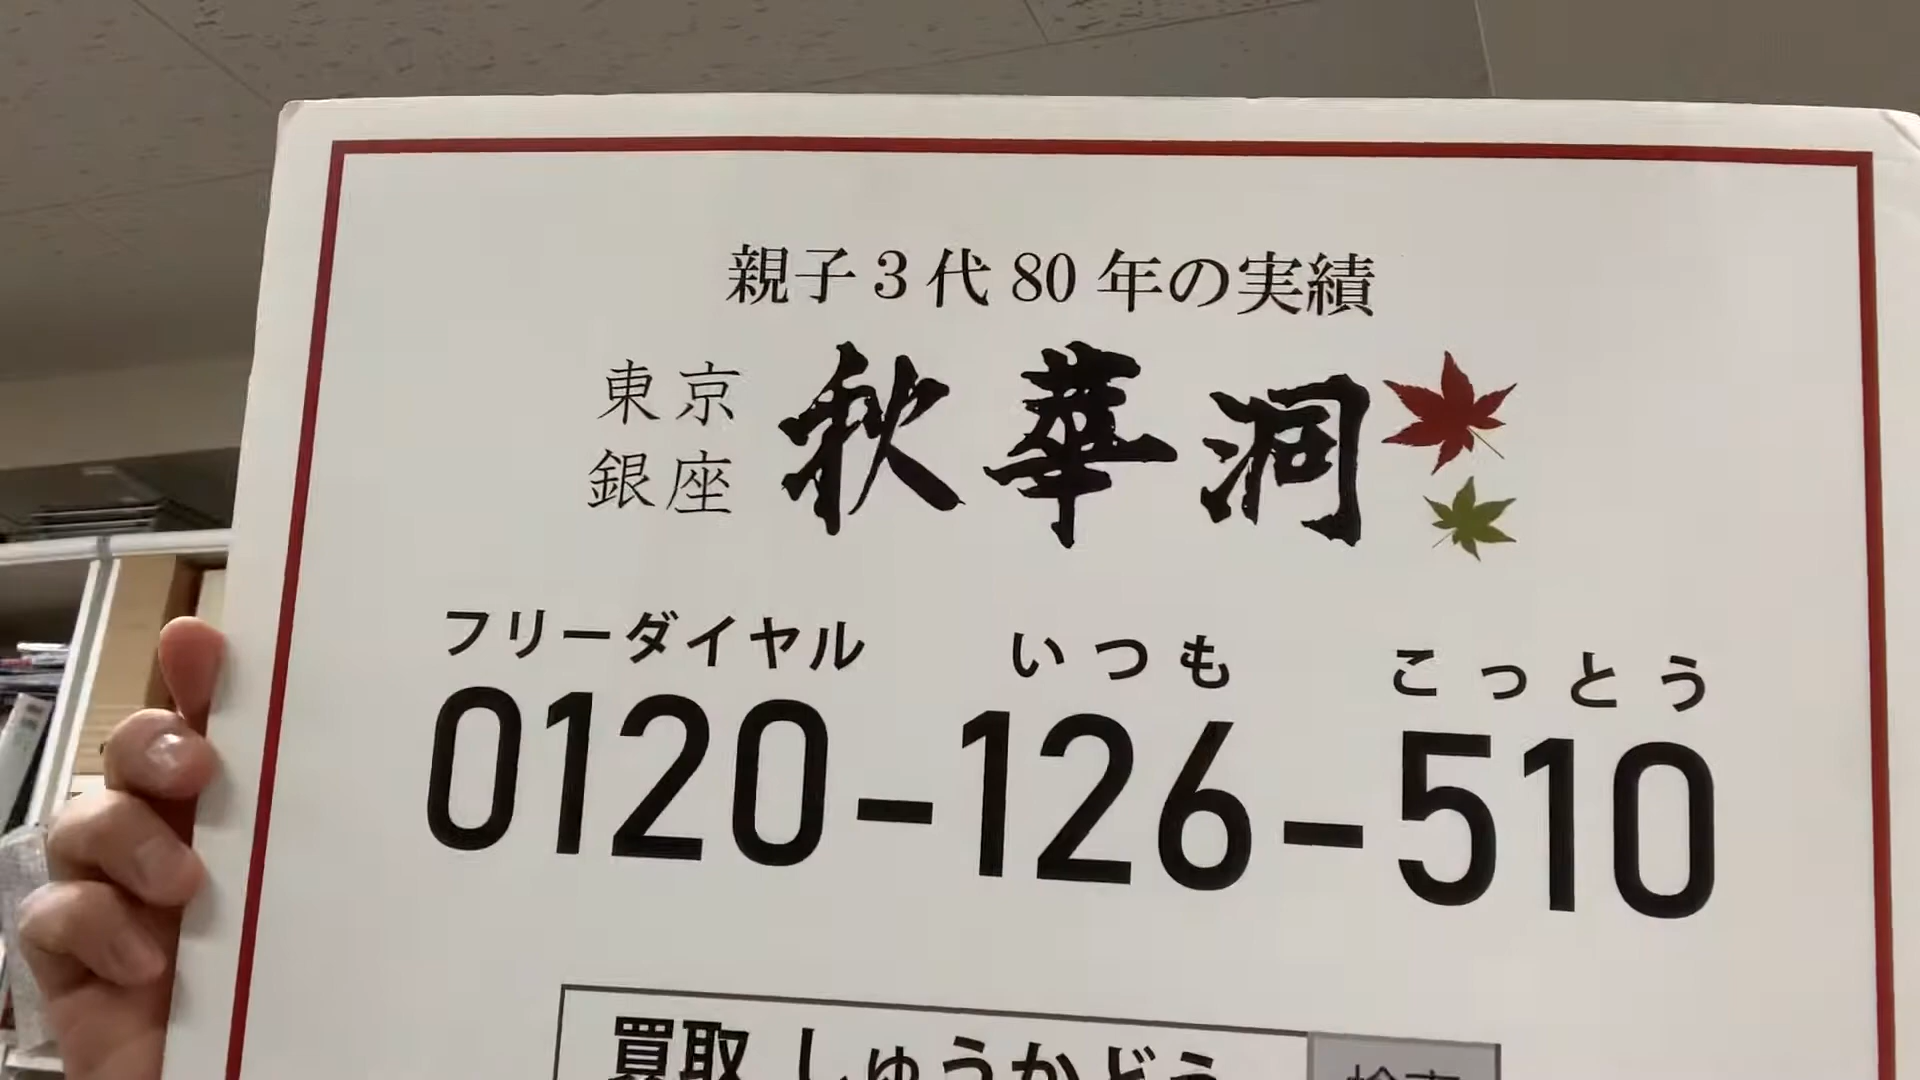 親子3代80年の実績
東京
銀座
秋華洞
フリーダイヤル いつも こっとう
0120-126-510
買取 しゅうかどう 検索